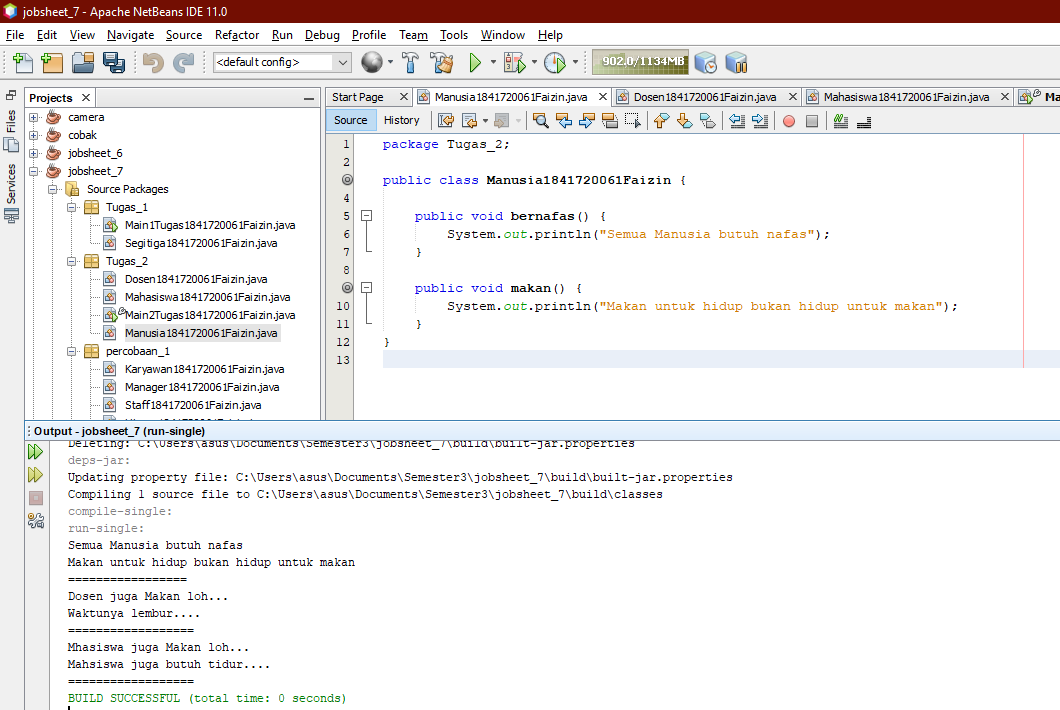 jobsheet_7 - Apache NetBeans IDE 11.0
File Edit View Navigate Source Refactor Run Debug Profile Team Tools Window Help
<default config> 902.0/1134MB
Files
Services
Projects
camera
cobak
jobsheet_6
jobsheet_7
Source Packages
Tugas_1
Main1Tugas1841720061Faizin.java
Segitiga1841720061Faizin.java
Tugas_2
Dosen1841720061Faizin.java
Mahasiswa1841720061Faizin.java
Main2Tugas1841720061Faizin.java
Manusia1841720061Faizin.java
percobaan_1
Karyawan1841720061Faizin.java
Manager1841720061Faizin.java
Staff1841720061Faizin.java
Start Page Manusia1841720061Faizin.java Dosen1841720061Faizin.java Mahasiswa1841720061Faizin.java Ma
Source History
1 package Tugas_2;
2
public class Manusia1841720061Faizin {
4
5 public void bernafas() {
6 System.out.println("Semua Manusia butuh nafas");
7 }
8
public void makan() {
10 System.out.println("Makan untuk hidup bukan hidup untuk makan");
11 }
12 }
13
Output - jobsheet_7 (run-single)
Deleting: C:\Users\asus\Documents\Semester3\jobsheet_7\build\built-jar.properties
deps-jar:
Updating property file: C:\Users\asus\Documents\Semester3\jobsheet_7\build\built-jar.properties
Compiling 1 source file to C:\Users\asus\Documents\Semester3\jobsheet_7\build\classes
compile-single:
run-single:
Semua Manusia butuh nafas
Makan untuk hidup bukan hidup untuk makan
=================
Dosen juga Makan loh...
Waktunya lembur....
==================
Mhasiswa juga Makan loh...
Mahsiswa juga butuh tidur....
==================
BUILD SUCCESSFUL (total time: 0 seconds)